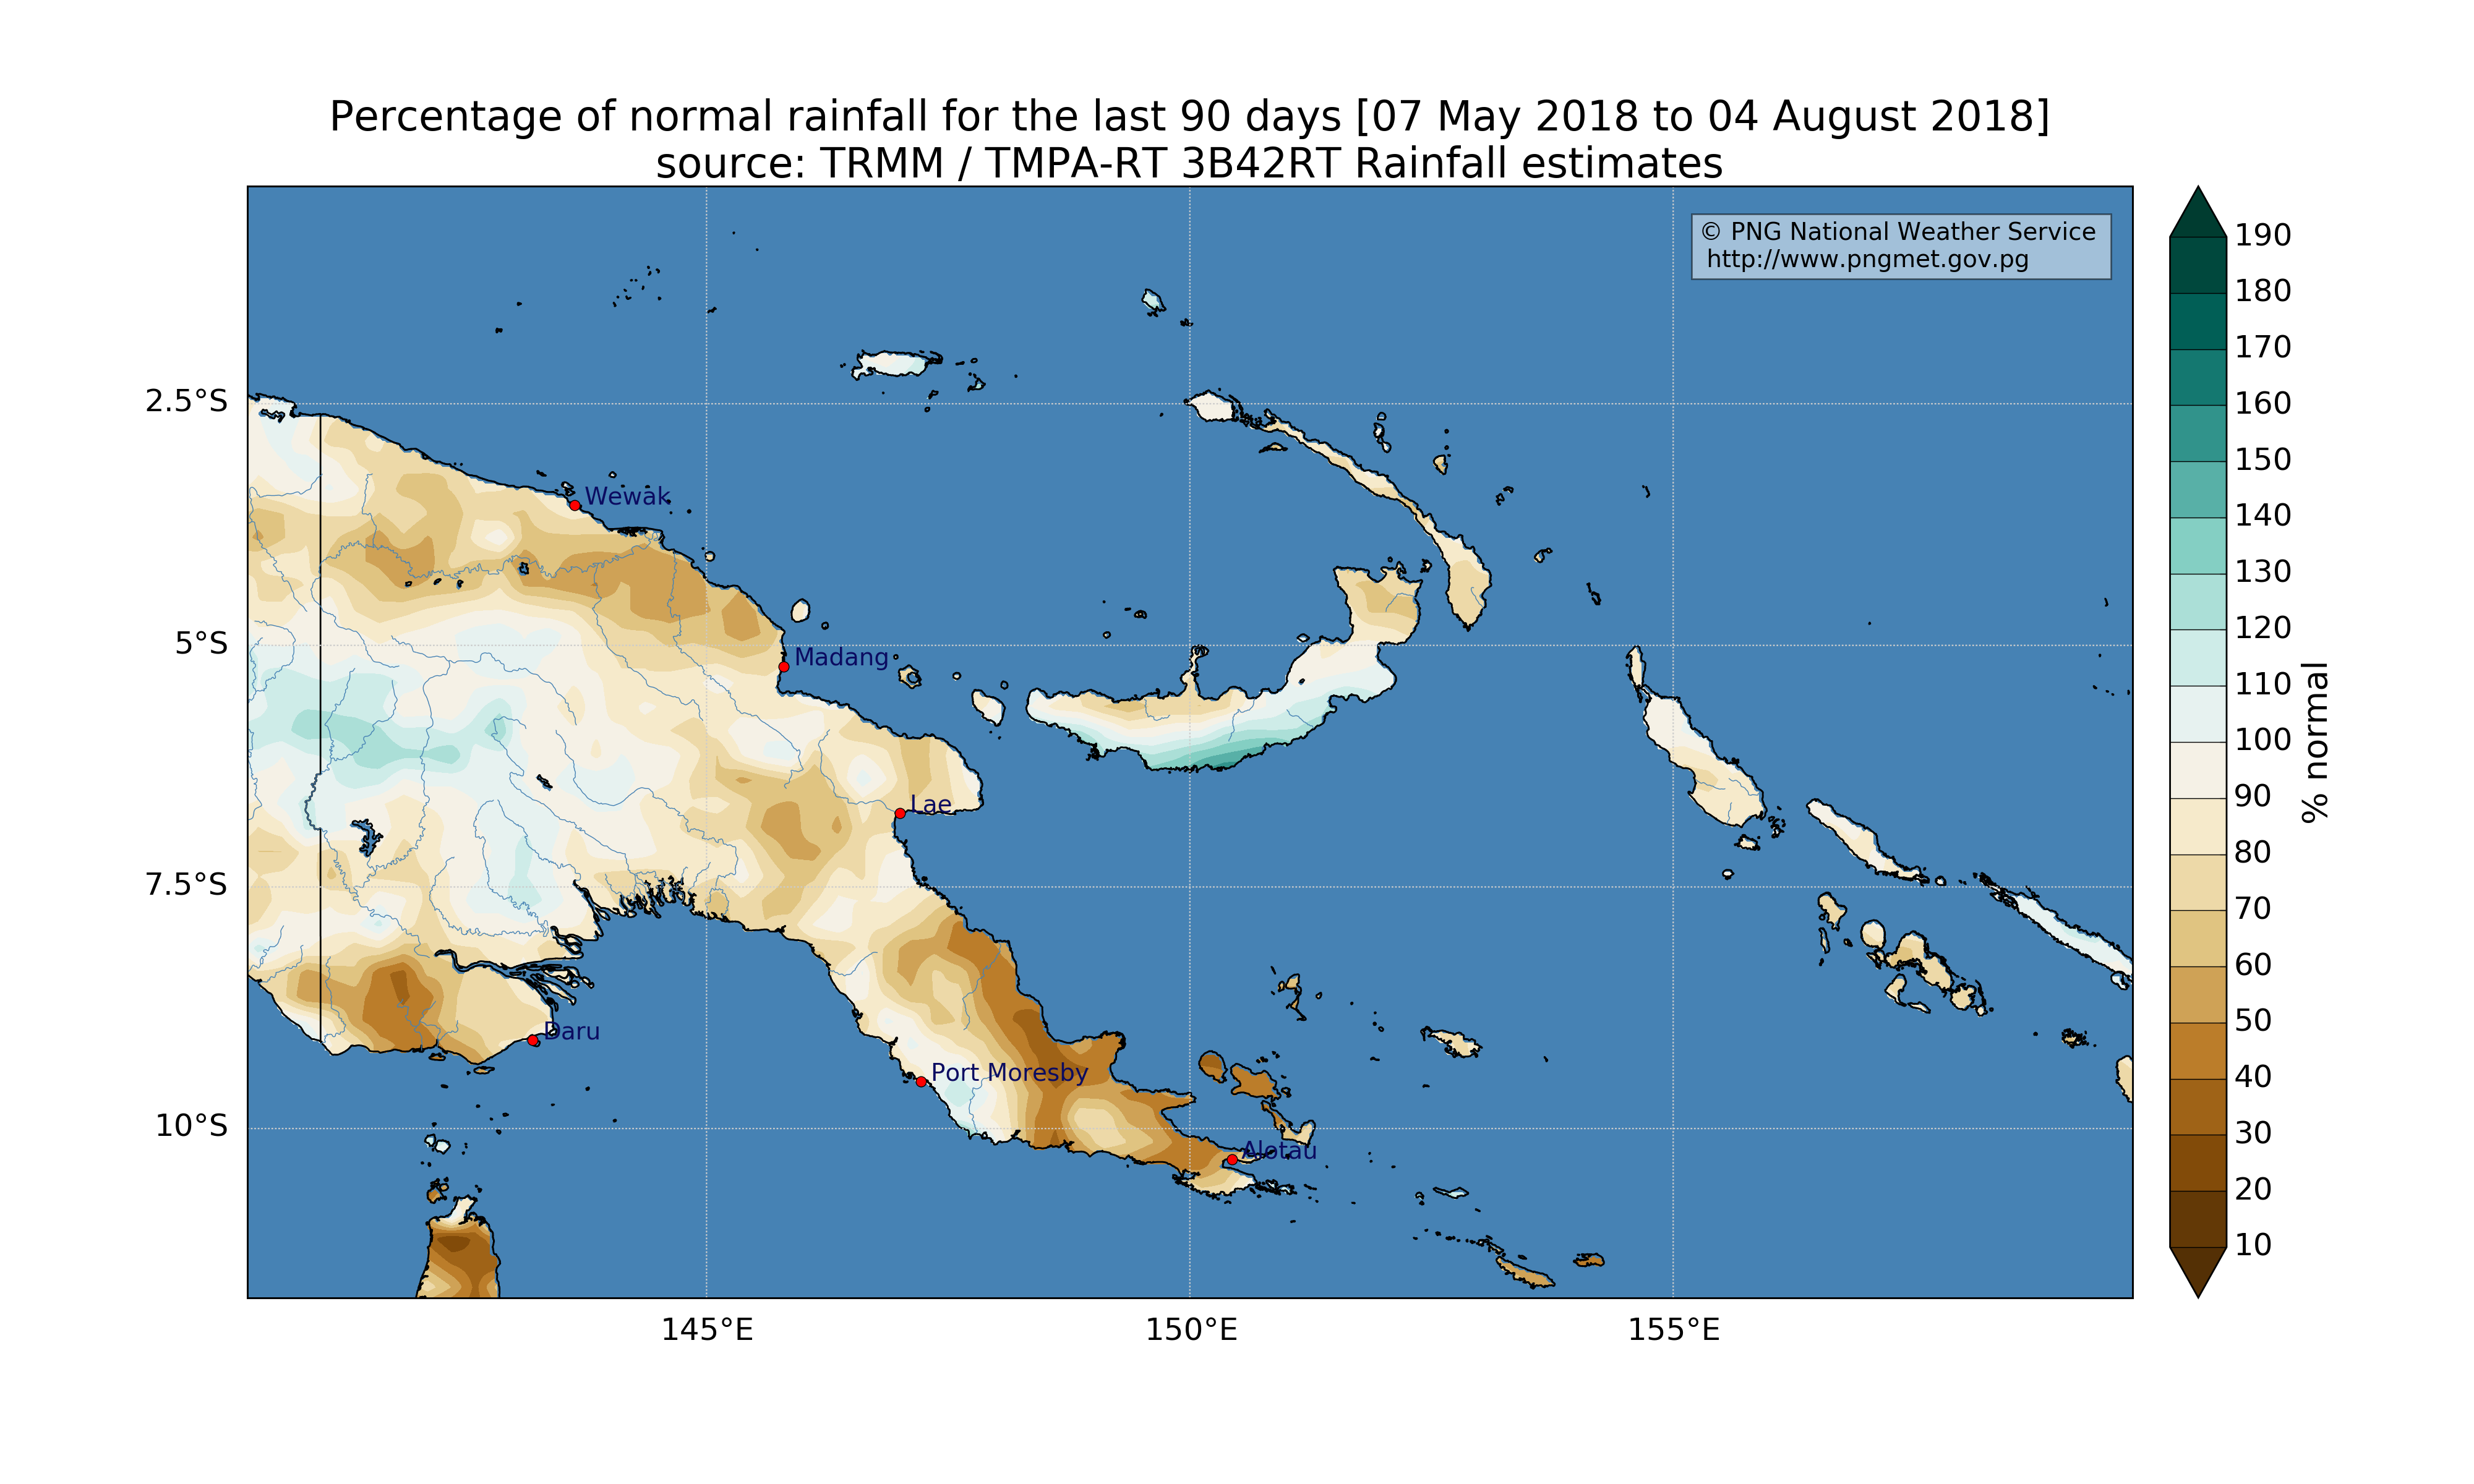 Percentage of normal rainfall for the last 90 days [07 May 2018 to 04 August 2018]
source: TRMM / TMPA-RT 3B42RT Rainfall estimates
© PNG National Weather Service
http://www.pngmet.gov.pg
2.5°S
5°S
7.5°S
10°S
Wewak
Madang
Lae
Daru
Port Moresby
Alotau
145°E
150°E
155°E
190
180
170
160
150
140
130
120
110
100
90
80
70
60
50
40
30
20
10
% normal